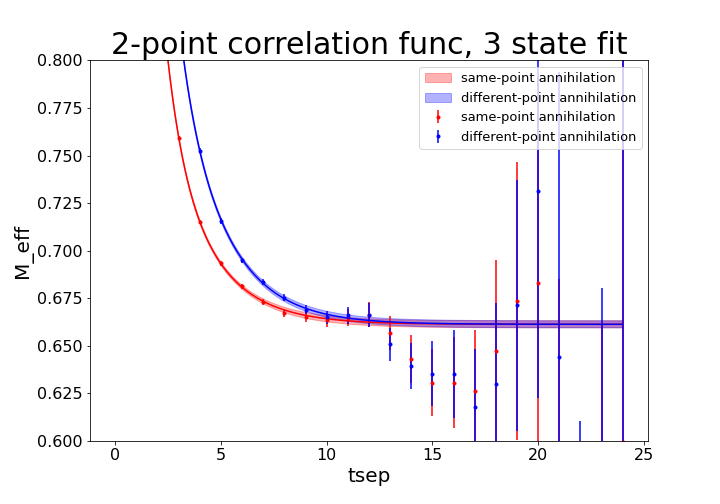 2-point correlation func, 3 state fit
M_eff
0.800
0.775
0.750
0.725
0.700
0.675
0.650
0.625
0.600
same-point annihilation
different-point annihilation
same-point annihilation
different-point annihilation
0 5 10 15 20 25
tsep